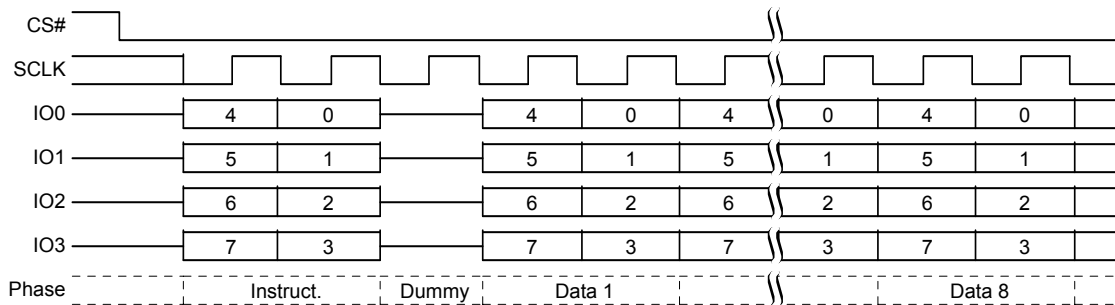 CS#
SCLK
IO0 4 0 4 0 4 0 4 0
IO1 5 1 5 1 5 1 5 1
IO2 6 2 6 2 6 2 6 2
IO3 7 3 7 3 7 3 7 3
Phase Instruct. Dummy Data 1 Data 8